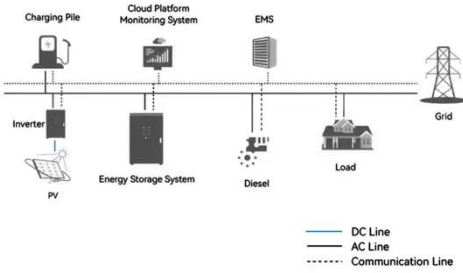 Charging Pile
Cloud Platform
Monitoring System
EMS
Grid
Inverter
PV
Energy Storage System
Diesel
Load
DC Line
AC Line
Communication Line